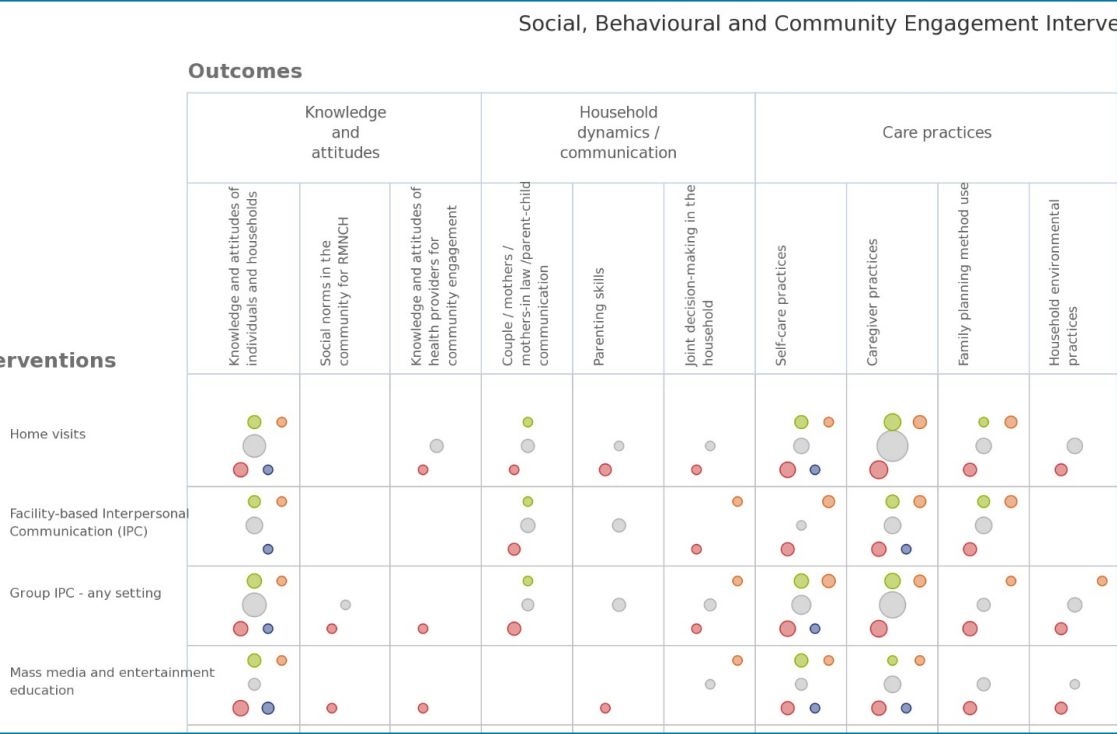 Social, Behavioural and Community Engagement Interve
Outcomes
Knowledge
and
attitudes
Household
dynamics /
communication
Care practices
Knowledge and attitudes of
individuals and households
Social norms in the
community for RMNCH
Knowledge and attitudes of
health providers for
community engagement
Couple / mothers /
mothers-in law /parent-child
communication
Parenting skills
Joint decision-making in the
household
Self-care practices
Caregiver practices
Family planning method use
Household environmental
practices
erventions
Home visits
Facility-based Interpersonal
Communication (IPC)
Group IPC - any setting
Mass media and entertainment
education